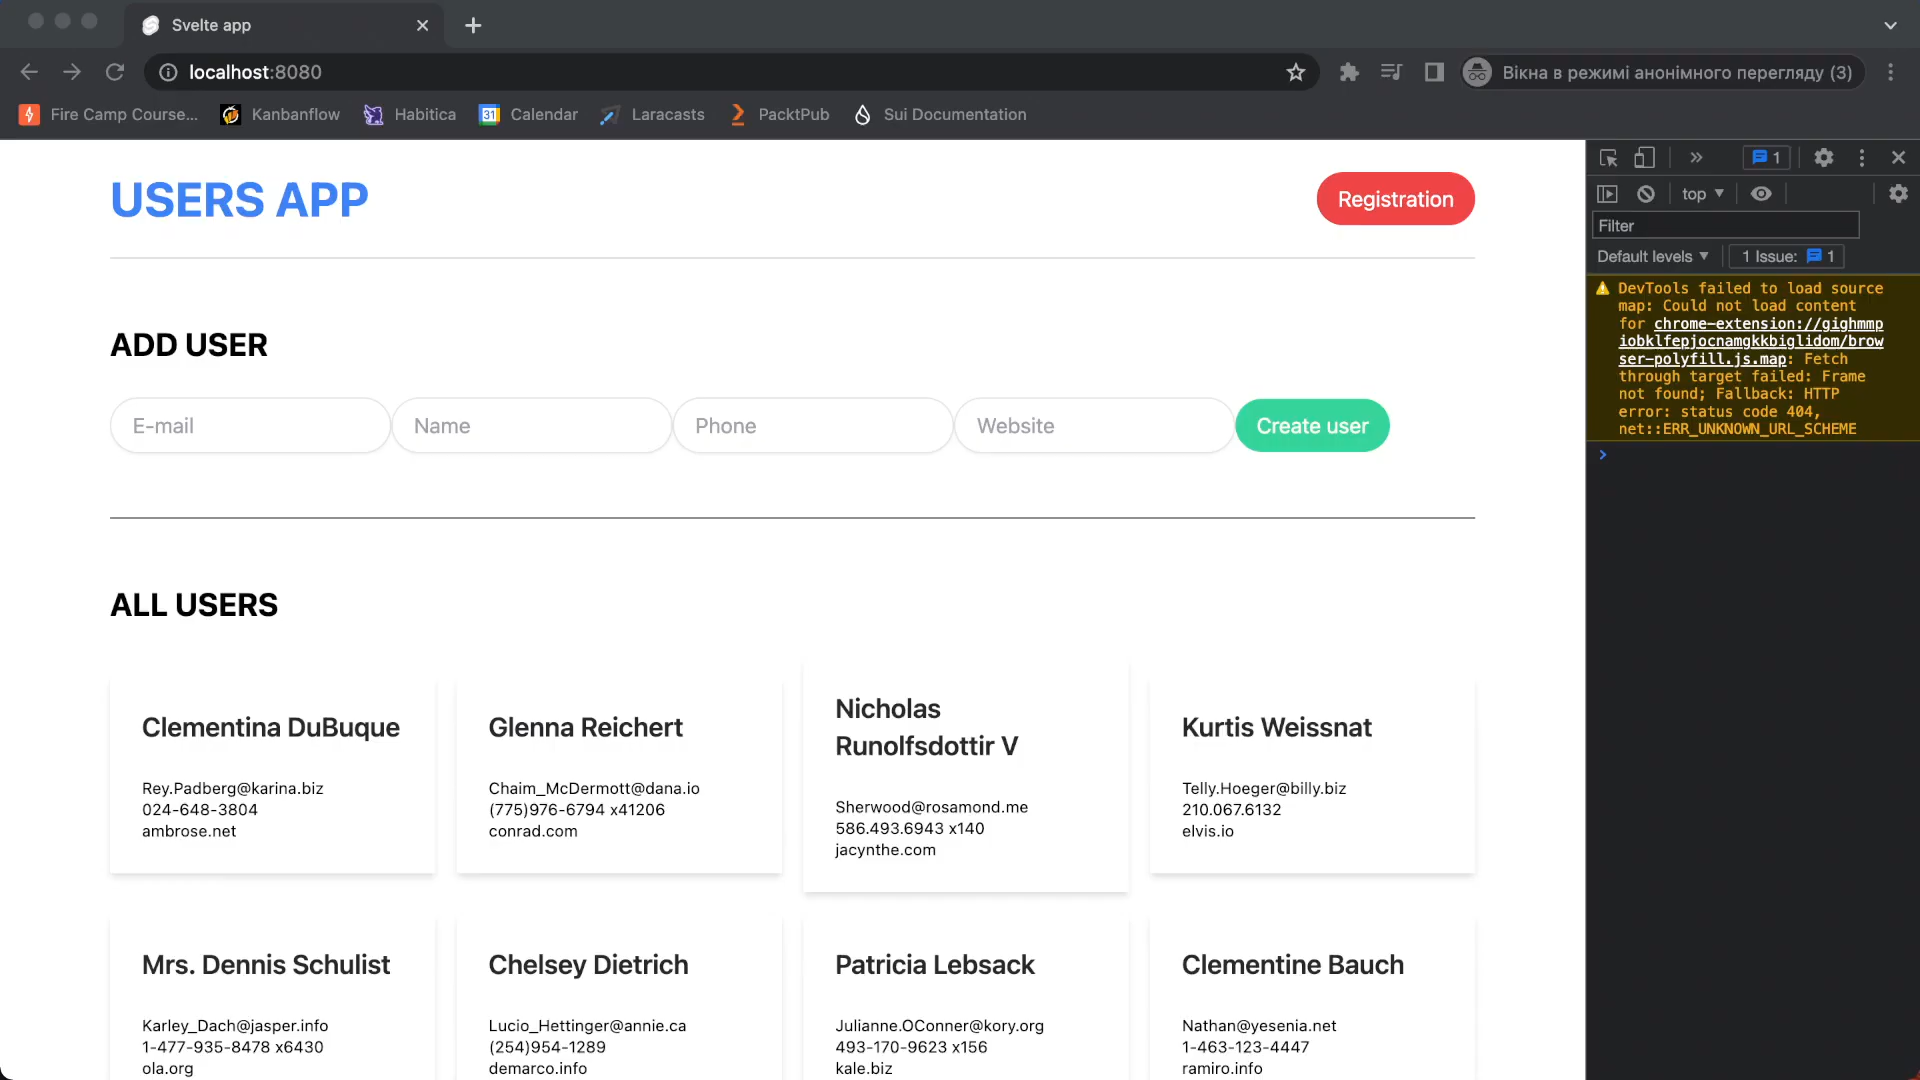 Svelte app
localhost:8080
Вікна в режимі анонімного перегляду (3)
Fire Camp Course...
Kanbanflow
Habitica
31
Calendar
Laracasts
PacktPub
Sui Documentation
USERS APP
Registration
ADD USER
E-mail
Name
Phone
Website
Create user
ALL USERS
Clementina DuBuque
Rey.Padberg@karina.biz
024-648-3804
ambrose.net
Glenna Reichert
Chaim_McDermott@dana.io
(775)976-6794 x41206
conrad.com
Nicholas
Runolfsdottir V
Sherwood@rosamond.me
586.493.6943 x140
jacynthe.com
Kurtis Weissnat
Telly.Hoeger@billy.biz
210.067.6132
elvis.io
Mrs. Dennis Schulist
Karley_Dach@jasper.info
1-477-935-8478 x6430
ola.org
Chelsey Dietrich
Lucio_Hettinger@annie.ca
(254)954-1289
demarco.info
Patricia Lebsack
Julianne.OConner@kory.org
493-170-9623 x156
kale.biz
Clementine Bauch
Nathan@yesenia.net
1-463-123-4447
ramiro.info
1
top
Filter
Default levels
1 Issue: 1
DevTools failed to load source
map: Could not load content
for chrome-extension://gighmmp
iobklfepjocnamgkkbiglidom/brow
ser-polyfill.js.map: Fetch
through target failed: Frame
not found; Fallback: HTTP
error: status code 404,
net::ERR_UNKNOWN_URL_SCHEME